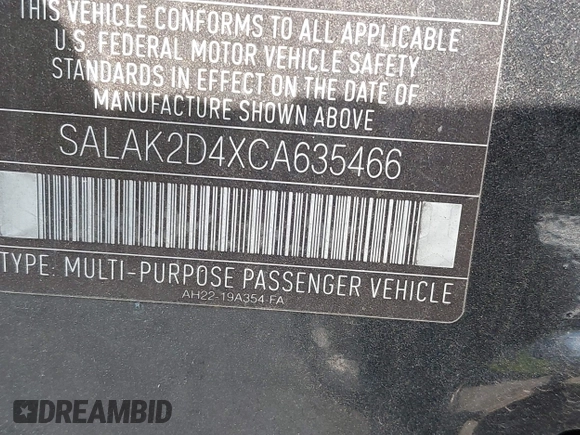 THIS VEHICLE CONFORMS TO ALL APPLICABLE
U.S. FEDERAL MOTOR VEHICLE SAFETY
STANDARDS IN EFFECT ON THE DATE OF
MANUFACTURE SHOWN ABOVE
SALAK2D4XCA635466
TYPE: MULTI-PURPOSE PASSENGER VEHICLE
AH22-19A354-FA
DREAMBID